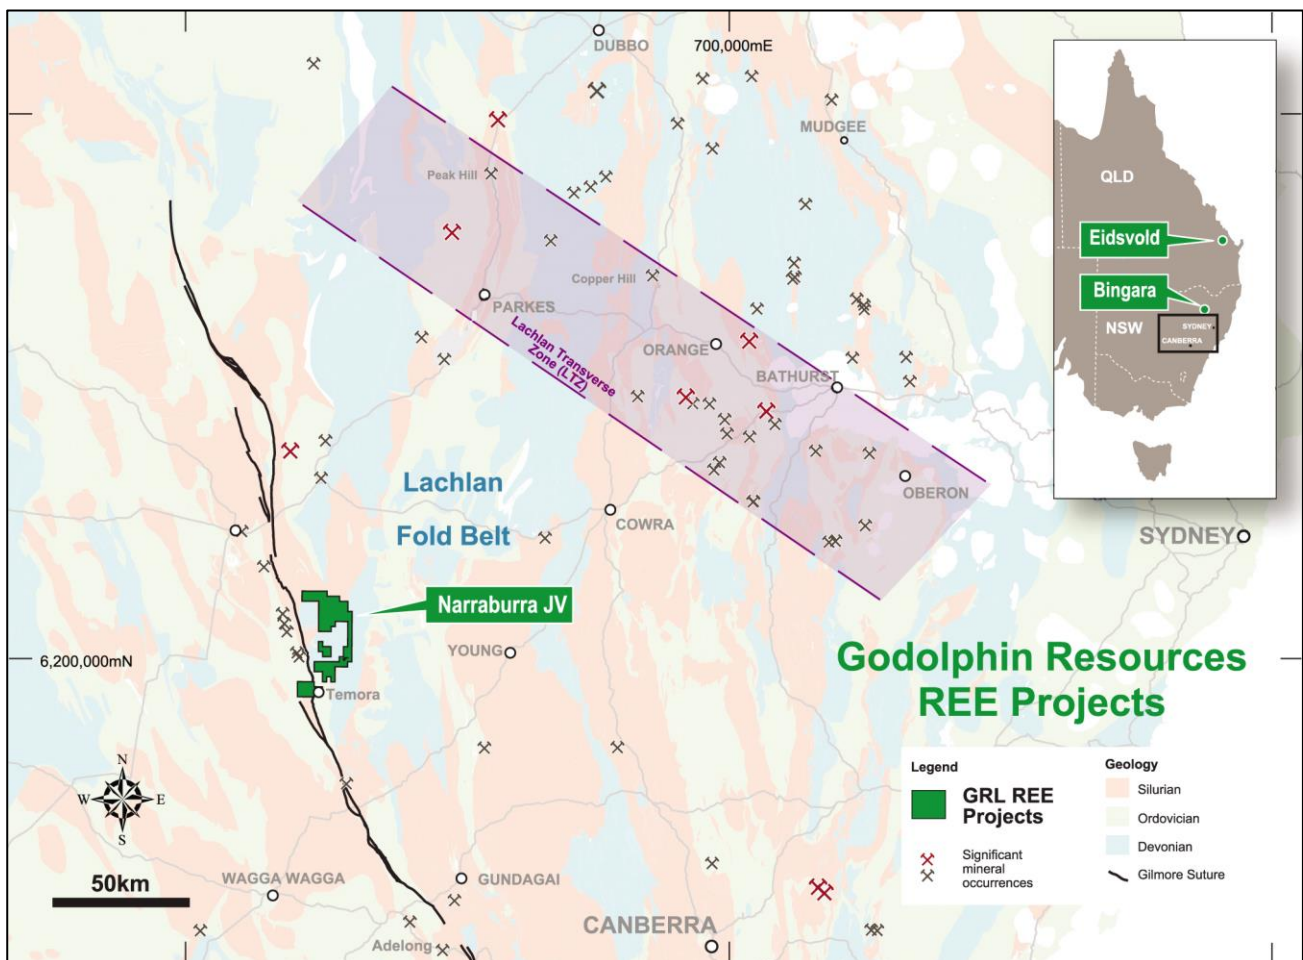 DUBBO
700,000mE
MUDGEE
Peak Hill
Copper Hill
PARKES
Lachlan Transverse
Zone (LTZ)
ORANGE
BATHURST
OBERON
Lachlan
Fold Belt
COWRA
SYDNEY
Narraburra JV
YOUNG
6,200,000mN
Temora
Godolphin Resources
REE Projects
N
W
E
S
50km
WAGGA WAGGA
GUNDAGAI
Adelong
CANBERRA
QLD
Eidsvold
Bingara
NSW
SYDNEY
CANBERRA
Legend
GRL REE
Projects
Significant
mineral
occurrences
Geology
Silurian
Ordovician
Devonian
Gilmore Suture